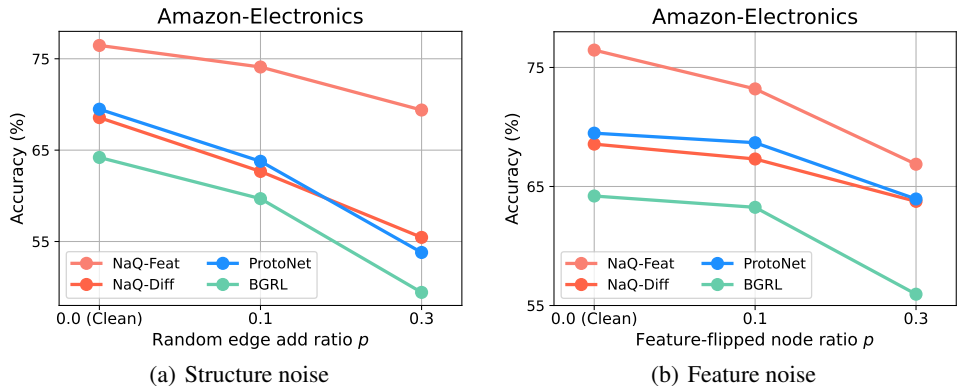 Amazon-Electronics
Accuracy (%)
75
65
55
NaQ-Feat
NaQ-Diff
ProtoNet
BGRL
0.0 (Clean)
0.1
0.3
Random edge add ratio p
(a) Structure noise
Amazon-Electronics
Accuracy (%)
75
65
55
NaQ-Feat
NaQ-Diff
ProtoNet
BGRL
0.0 (Clean)
0.1
0.3
Feature-flipped node ratio p
(b) Feature noise